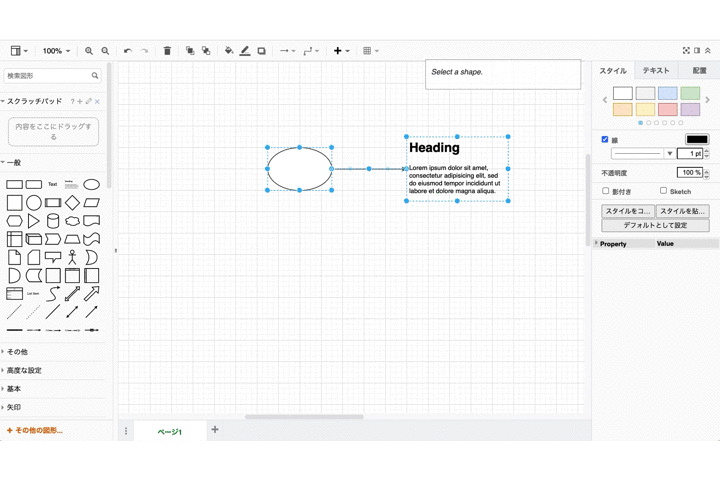 100%
検索図形
スクラッチパッド
?
内容をここにドラッグす
る
一般
Text
Heading
List Item
その他
高度な設定
基本
矢印
+ その他の図形...
Select a shape.
Heading
Lorem ipsum dolor sit amet,
consectetur adipisicing elit, sed
do eiusmod tempor incididunt ut
labore et dolore magna aliqua.
ページ1
スタイル
テキスト
配置
線
1 pt
不透明度
100 %
影付き
Sketch
スタイルをコ...
スタイルを貼...
デフォルトとして設定
Property
Value